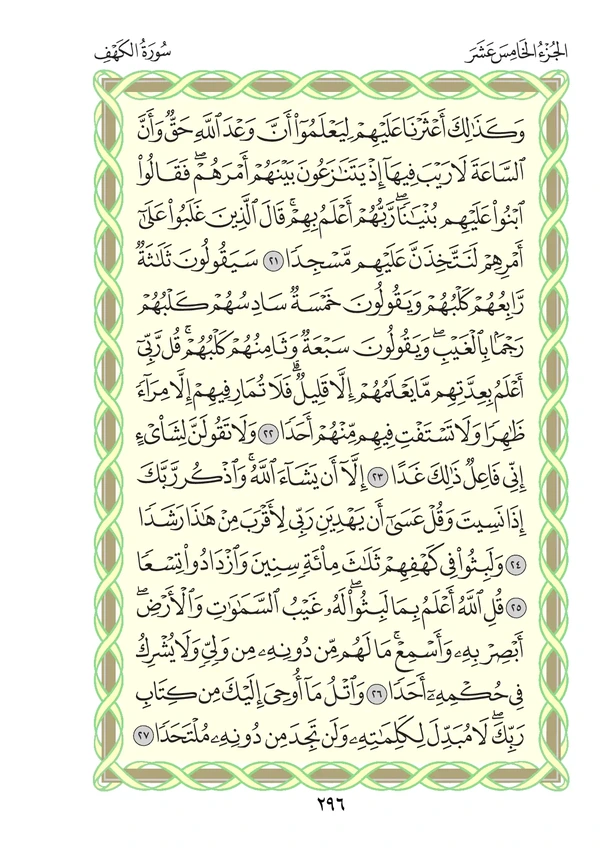 الجُزْءُ الخَامِسَ عَشَرَ
سُورَةُ الكَهْفِ
وَكَذَٰلِكَ أَعْثَرْنَا عَلَيْهِمْ لِيَعْلَمُوٓا۟ أَنَّ وَعْدَ ٱللَّهِ حَقٌّ وَأَنَّ
ٱلسَّاعَةَ لَا رَيْبَ فِيهَآ إِذْ يَتَنَـٰزَعُونَ بَيْنَهُمْ أَمْرَهُمْ ۖ فَقَالُوا۟
ٱبْنُوا۟ عَلَيْهِم بُنْيَـٰنًا ۖ رَّبُّهُمْ أَعْلَمُ بِهِمْ ۚ قَالَ ٱلَّذِينَ غَلَبُوا۟ عَلَىٰٓ
أَمْرِهِمْ لَنَتَّخِذَنَّ عَلَيْهِم مَّسْجِدًا ٢١ سَيَقُولُونَ ثَلَـٰثَةٌ
رَّابِعُهُمْ كَلْبُهُمْ وَيَقُولُونَ خَمْسَةٌ سَادِسُهُمْ كَلْبُهُمْ
رَجْمًۢا بِٱلْغَيْبِ ۖ وَيَقُولُونَ سَبْعَةٌ وَثَامِنُهُمْ كَلْبُهُمْ ۚ قُل رَّبِّىٓ
أَعْلَمُ بِعِدَّتِهِم مَّا يَعْلَمُهُمْ إِلَّا قَلِيلٌ ۗ فَلَا تُمَارِ فِيهِمْ إِلَّا مِرَآءً
ظَـٰهِرًا وَلَا تَسْتَفْتِ فِيهِم مِّنْهُمْ أَحَدًا ٢٢ وَلَا تَقُولَنَّ لِشَا۟ىْءٍ
إِنِّى فَاعِلٌ ذَٰلِكَ غَدًا ٢٣ إِلَّآ أَن يَشَآءَ ٱللَّهُ ۚ وَٱذْكُر رَّبَّكَ
إِذَا نَسِيتَ وَقُلْ عَسَىٰٓ أَن يَهْدِيَنِ رَبِّى لِأَقْرَبَ مِنْ هَـٰذَا رَشَدًا
٢٤ وَلَبِثُوا۟ فِى كَهْفِهِمْ ثَلَـٰثَ مِا۟ئَةٍ سِنِينَ وَٱزْدَادُوا۟ تِسْعًا
٢٥ قُلِ ٱللَّهُ أَعْلَمُ بِمَا لَبِثُوا۟ ۖ لَهُۥ غَيْبُ ٱلسَّمَـٰوَٰتِ وَٱلْأَرْضِ ۖ
أَبْصِرْ بِهِۦ وَأَسْمِعْ ۚ مَا لَهُم مِّن دُونِهِۦ مِن وَلِىٍّ وَلَا يُشْرِكُ
فِى حُكْمِهِۦٓ أَحَدًا ٢٦ وَٱتْلُ مَآ أُوحِىَ إِلَيْكَ مِن كِتَابِ
رَبِّكَ ۖ لَا مُبَدِّلَ لِكَلِمَـٰتِهِۦ وَلَن تَجِدَ مِن دُونِهِۦ مُلْتَحَدًا ٢٧
٢٩٦